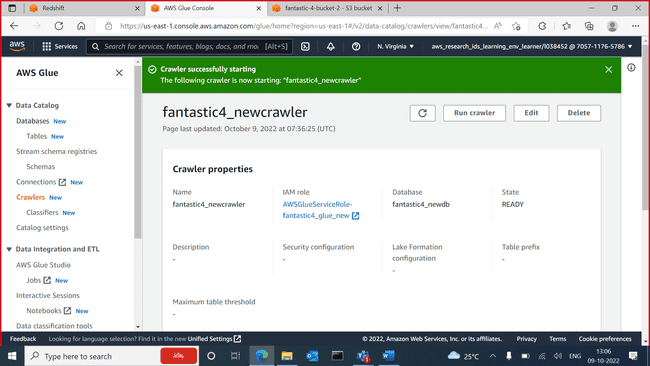 Redshift
AWS Glue Console
fantastic-4-bucket-2 - S3 bucket
https://us-east-1.console.aws.amazon.com/glue/home?region=us-east-1#/v2/data-catalog/crawlers/view/fantastic4...
aws
Services
Search for services, features, blogs, docs, and mo
[Alt+S]
N. Virginia
aws_research_ids_learning_env_learner/l038452 @ 7057-1176-5786
AWS Glue
Data Catalog
Databases New
Tables New
Stream schema registries
Schemas
Connections New
Crawlers New
Classifiers New
Catalog settings
Data Integration and ETL
AWS Glue Studio
Jobs New
Interactive Sessions
Notebooks New
Data classification tools
Crawler successfully starting
The following crawler is now starting: "fantastic4_newcrawler"
fantastic4_newcrawler
Page last updated: October 9, 2022 at 07:36:25 (UTC)
Run crawler
Edit
Delete
Crawler properties
Name
fantastic4_newcrawler
IAM role
AWSGlueServiceRole-
fantastic4_glue_new
Database
fantastic4_newdb
State
READY
Description
-
Security configuration
-
Lake Formation
configuration
-
Table prefix
-
Maximum table threshold
-
Feedback
Looking for language selection? Find it in the new Unified Settings
© 2022, Amazon Web Services, Inc. or its affiliates.
Privacy
Terms
Cookie preferences
Type here to search
25°C
ENG
13:06
09-10-2022